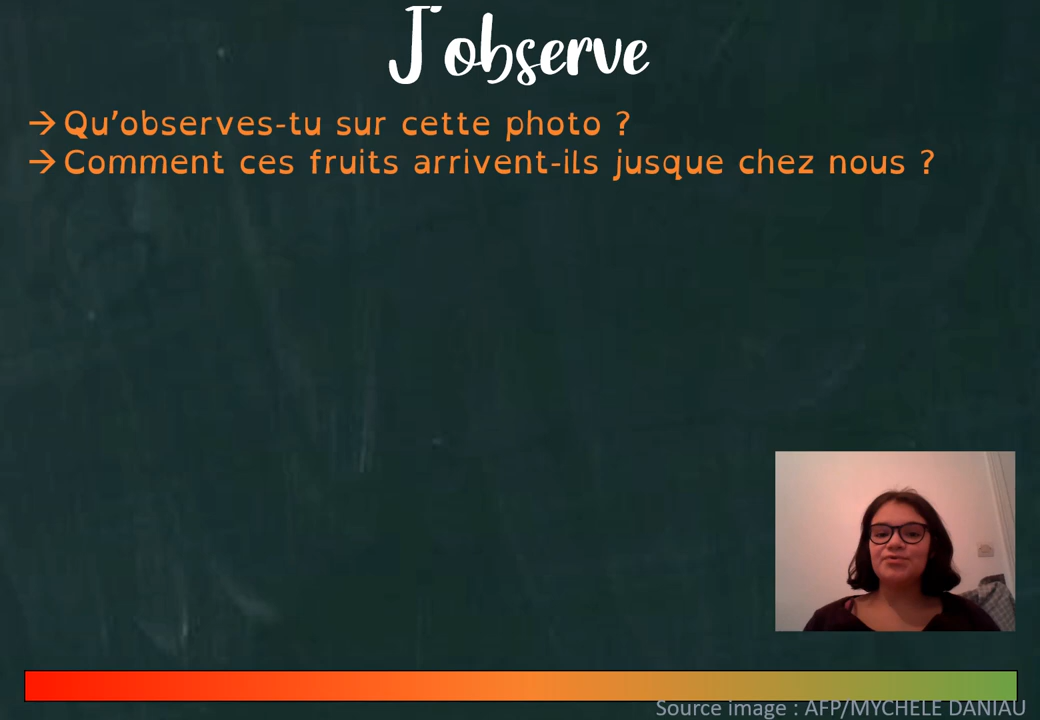 J'observe
→ Qu'observes-tu sur cette photo ?
→ Comment ces fruits arrivent-ils jusque chez nous ?
Source image : AFP/MYCHELE DANIAU